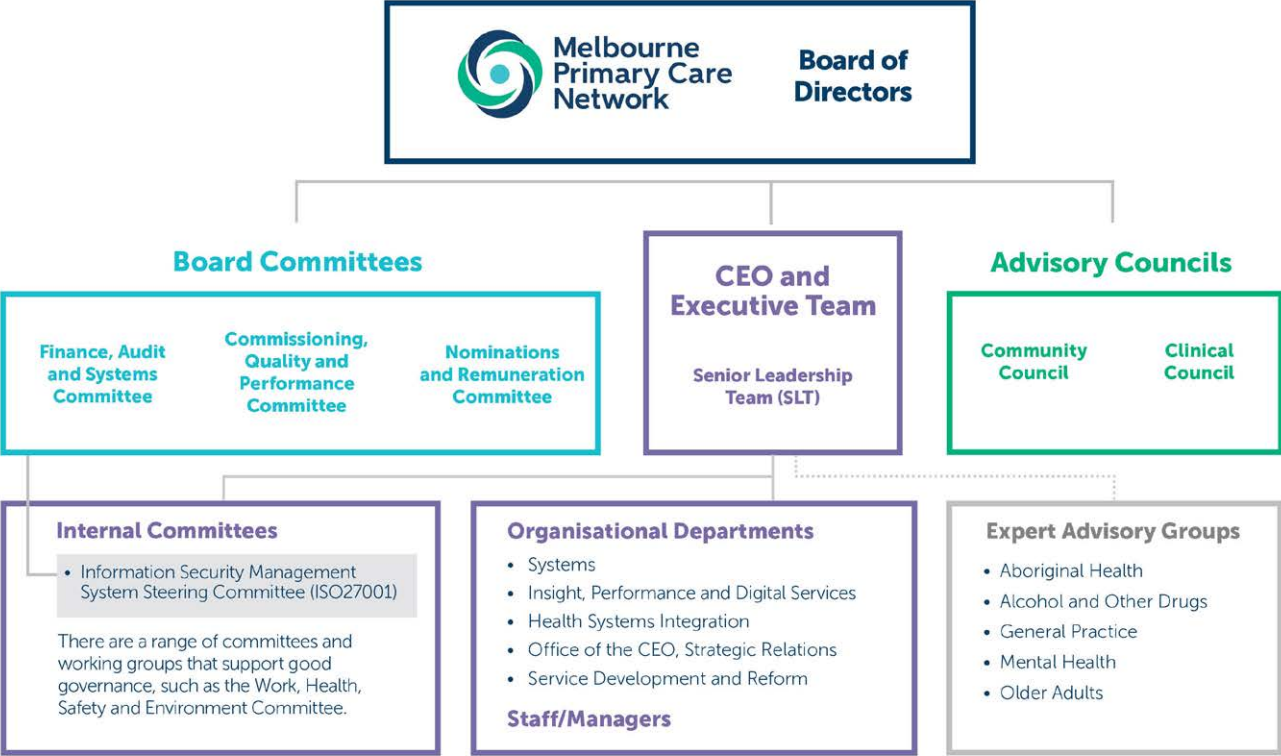 Melbourne
Primary Care
Network
Board of
Directors
Board Committees
Finance, Audit
and Systems
Committee
Commissioning,
Quality and
Performance
Committee
Nominations
and Remuneration
Committee
CEO and
Executive Team
Senior Leadership
Team (SLT)
Advisory Councils
Community
Council
Clinical
Council
Internal Committees
• Information Security Management
System Steering Committee (ISO27001)
There are a range of committees and
working groups that support good
governance, such as the Work, Health,
Safety and Environment Committee.
Organisational Departments
• Systems
• Insight, Performance and Digital Services
• Health Systems Integration
• Office of the CEO, Strategic Relations
• Service Development and Reform
Staff/Managers
Expert Advisory Groups
• Aboriginal Health
• Alcohol and Other Drugs
• General Practice
• Mental Health
• Older Adults